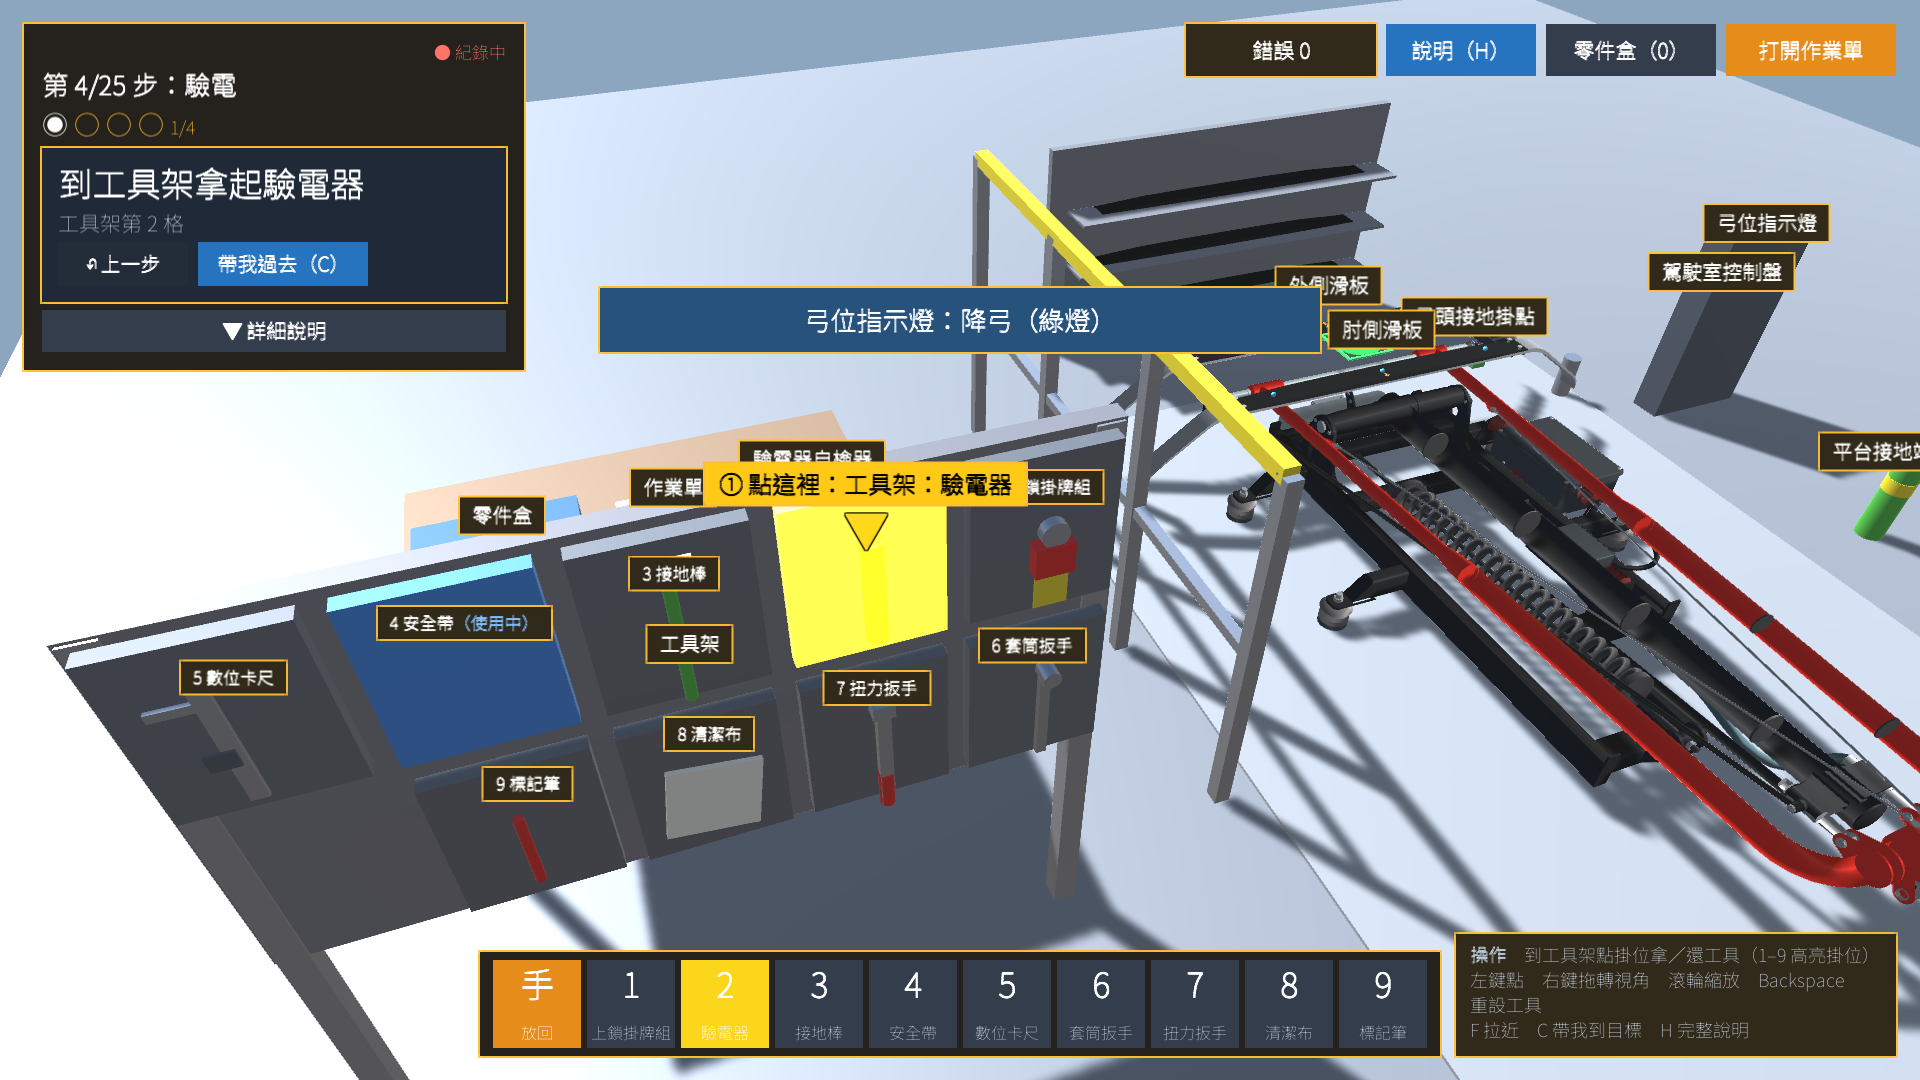 紀錄中
第 4/25 步：驗電
1/4
到工具架拿起驗電器
工具架第 2 格
上一步
帶我過去（C）
▼詳細說明
錯誤 0
說明（H）
零件盒（0）
打開作業單
弓位指示燈：降弓（綠燈）
弓位指示燈
駕駛室控制盤
外側滑板
頭接地掛點
肘側滑板
平台接地
驗電器自檢器
作業單
① 點這裡：工具架：驗電器
鎖掛牌組
零件盒
3 接地棒
4 安全帶（使用中）
工具架
6 套筒扳手
5 數位卡尺
7 扭力扳手
8 清潔布
9 標記筆
手
放回
1
上鎖掛牌組
2
驗電器
3
接地棒
4
安全帶
5
數位卡尺
6
套筒扳手
7
扭力扳手
8
清潔布
9
標記筆
操作 到工具架點掛位拿／還工具（1–9 高亮掛位）
左鍵點 右鍵拖轉視角 滾輪縮放 Backspace
重設工具
F 拉近 C 帶我到目標 H 完整說明